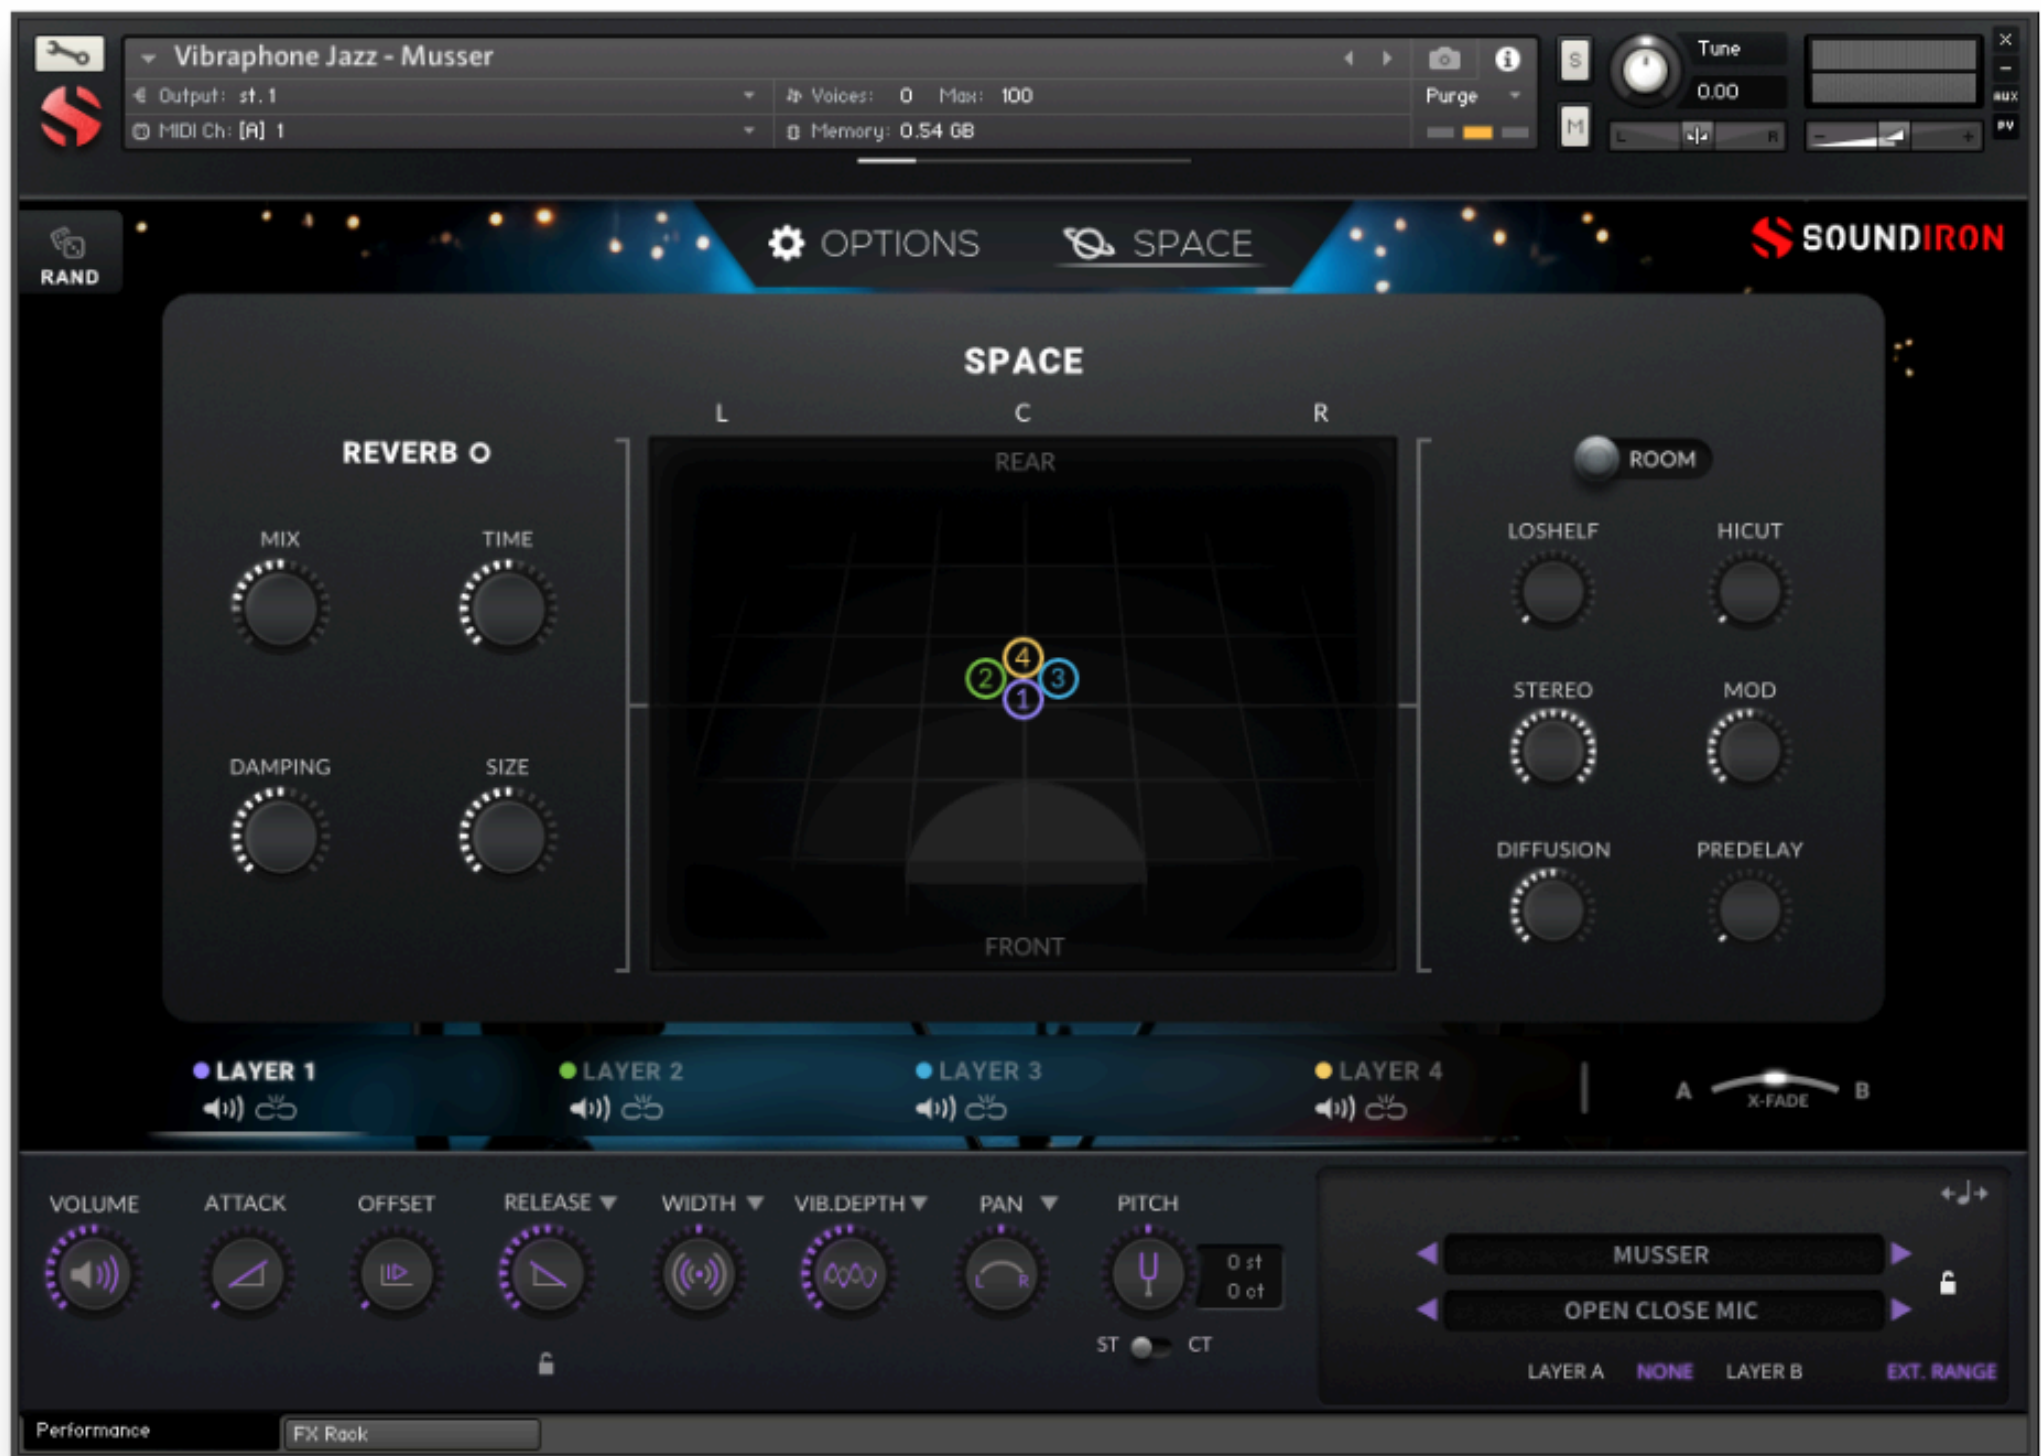 Vibraphone Jazz - Musser
Output: st.1
Voices: 0 Max: 100
Purge
MIDI Ch: [A] 1
Memory: 0.54 GB
S
M
Tune
0.00
L R
- +
X
-
AUX
PV
RAND
OPTIONS
SPACE
SOUNDIRON
SPACE
L C R
REVERB
REAR
ROOM
MIX TIME
LOSHELF HICUT
4
2 3
1
STEREO MOD
DAMPING SIZE
DIFFUSION PREDELAY
FRONT
LAYER 1 LAYER 2 LAYER 3 LAYER 4
A X-FADE B
VOLUME ATTACK OFFSET RELEASE WIDTH VIB.DEPTH PAN PITCH
L R
0 st
0 ct
ST CT
MUSSER
OPEN CLOSE MIC
LAYER A NONE LAYER B EXT. RANGE
Performance
FX Rack